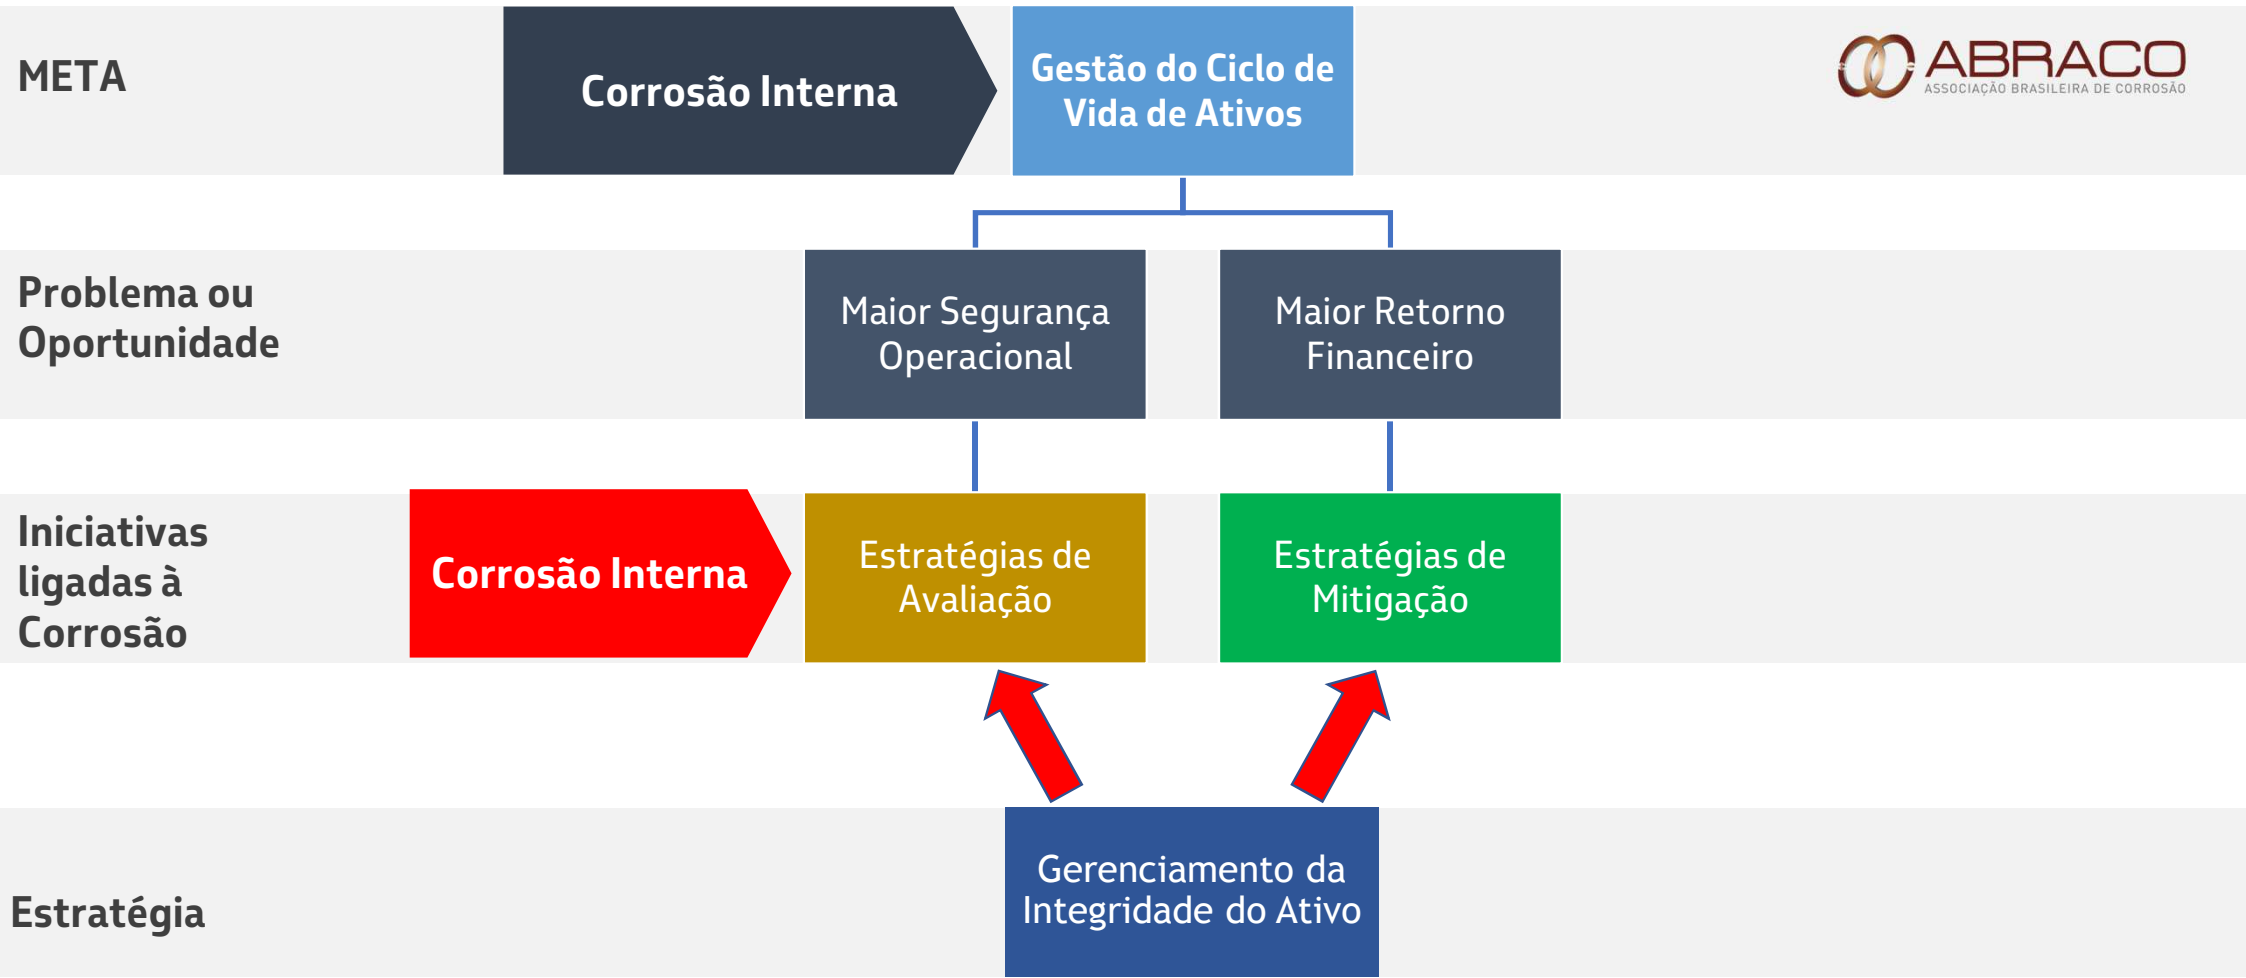 META
Corrosão Interna
Gestão do Ciclo de
Vida de Ativos
ABRACO
ASSOCIAÇÃO BRASILEIRA DE CORROSÃO
Problema ou
Oportunidade
Maior Segurança
Operacional
Maior Retorno
Financeiro
Iniciativas
ligadas à
Corrosão
Corrosão Interna
Estratégias de
Avaliação
Estratégias de
Mitigação
Estratégia
Gerenciamento da
Integridade do Ativo